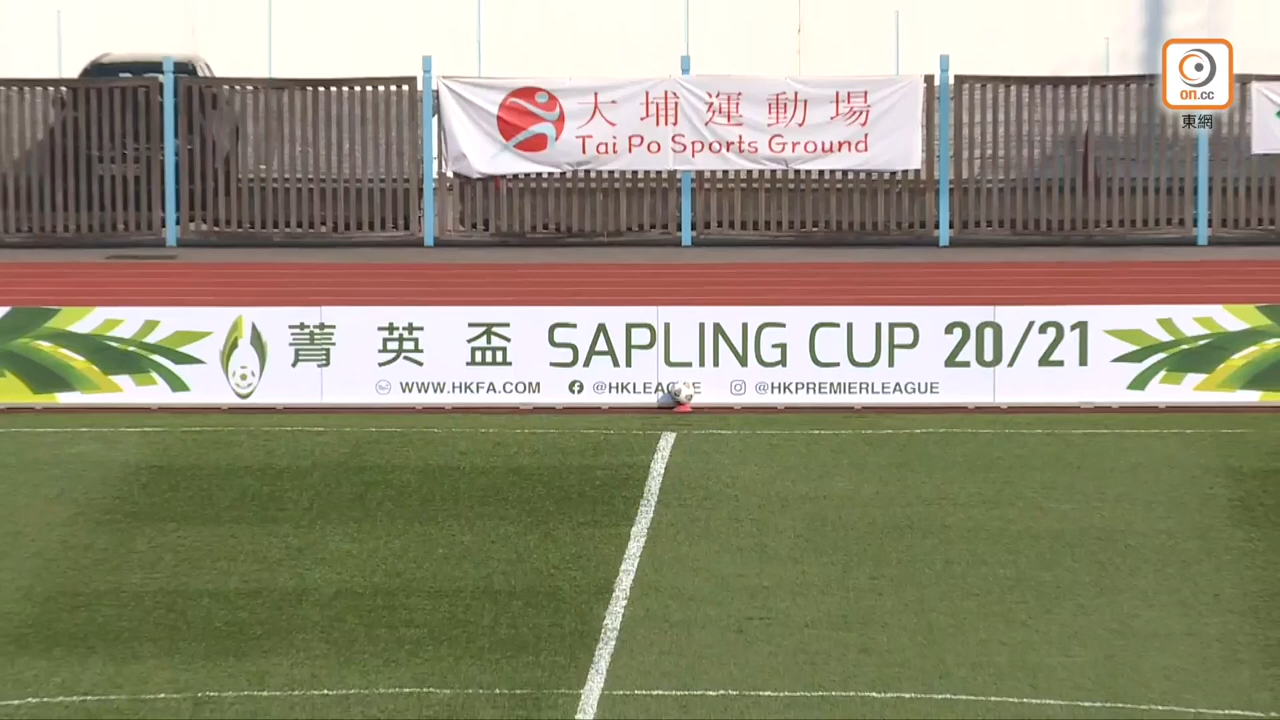 on.cc
東網
大埔運動場
Tai Po Sports Ground
菁英盃 SAPLING CUP 20/21
WWW.HKFA.COM @HKLEAGUE @HKPREMIERLEAGUE